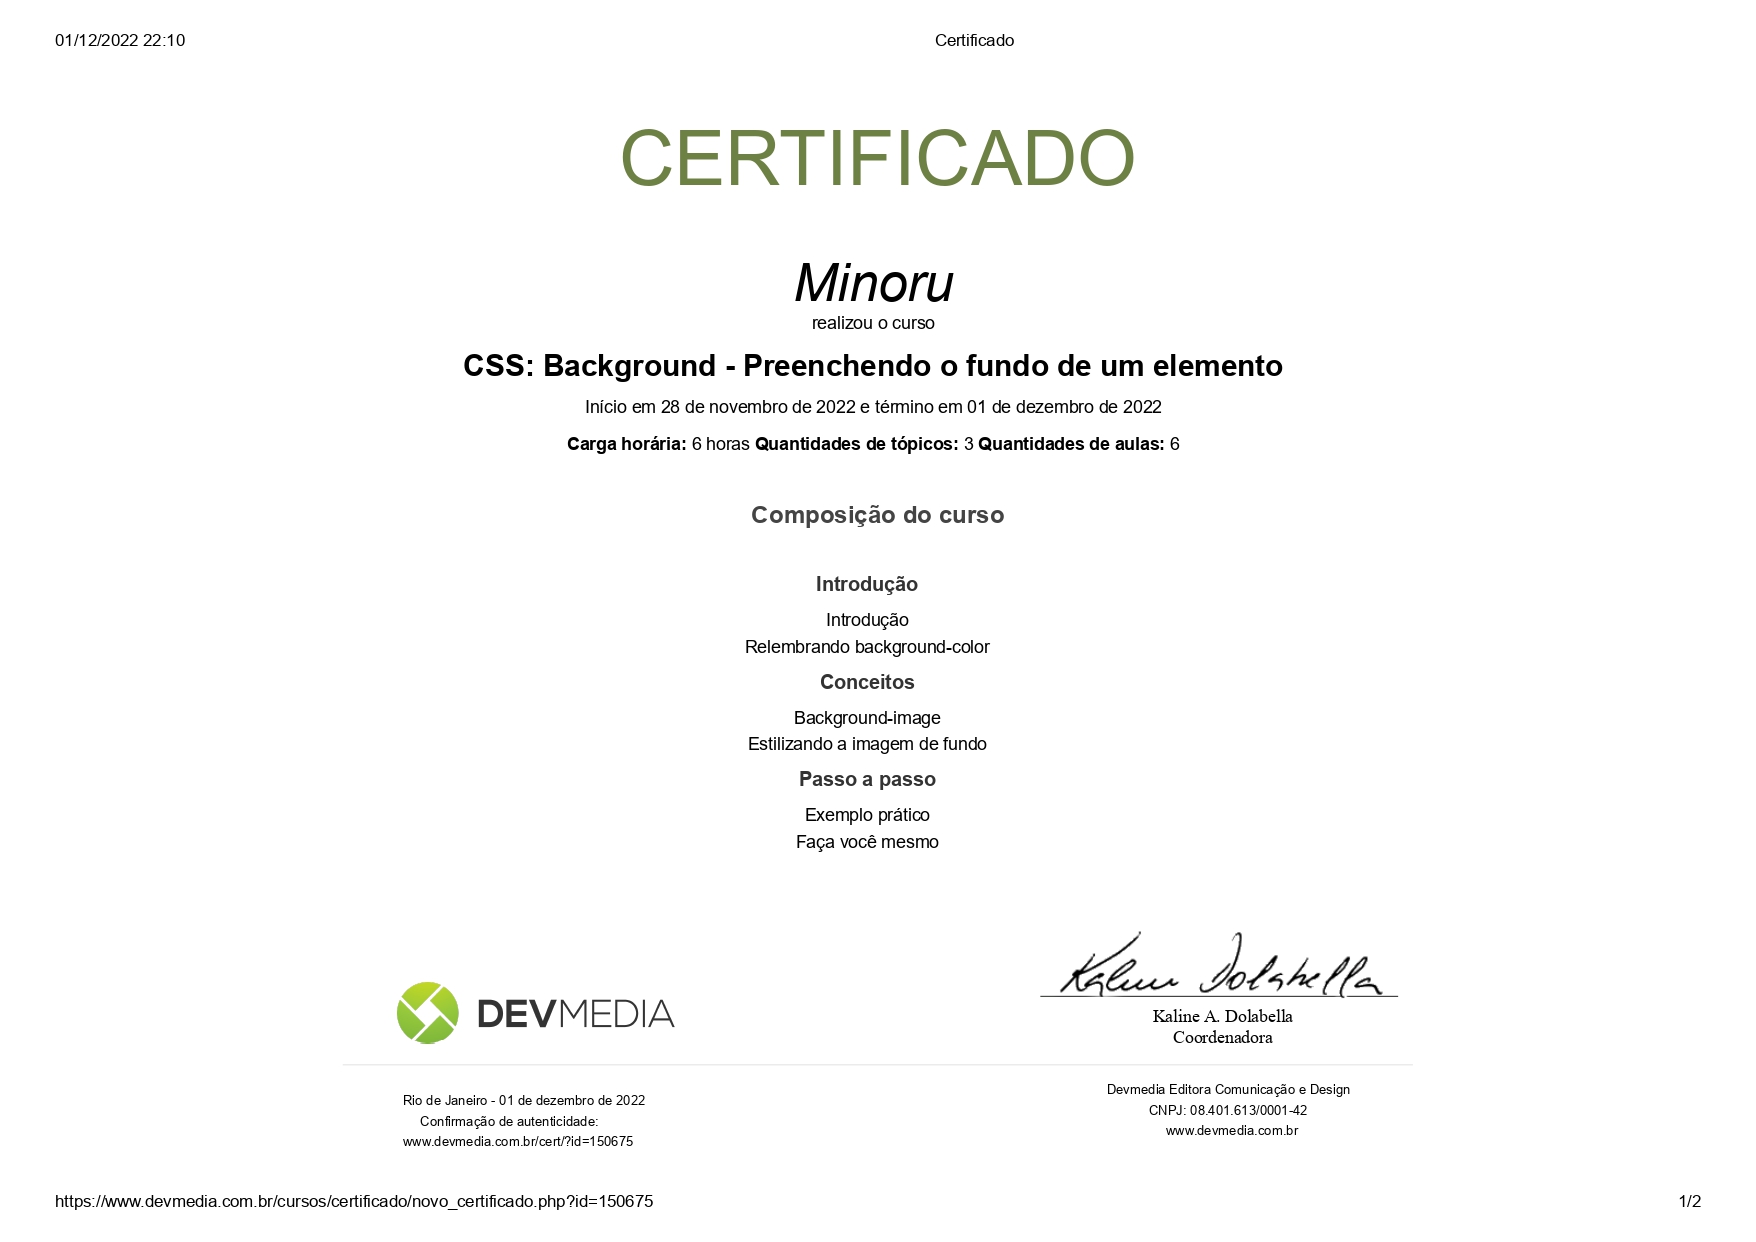 01/12/2022 22:10
Certificado
CERTIFICADO
Minoru
realizou o curso
CSS: Background - Preenchendo o fundo de um elemento
Início em 28 de novembro de 2022 e término em 01 de dezembro de 2022
Carga horária: 6 horas Quantidades de tópicos: 3 Quantidades de aulas: 6
Composição do curso
Introdução
Introdução
Relembrando background-color
Conceitos
Background-image
Estilizando a imagem de fundo
Passo a passo
Exemplo prático
Faça você mesmo
DEVMEDIA
Kaline Dolabella
Kaline A. Dolabella
Coordenadora
Rio de Janeiro - 01 de dezembro de 2022
Confirmação de autenticidade:
www.devmedia.com.br/cert/?id=150675
Devmedia Editora Comunicação e Design
CNPJ: 08.401.613/0001-42
www.devmedia.com.br
https://www.devmedia.com.br/cursos/certificado/novo_certificado.php?id=150675
1/2